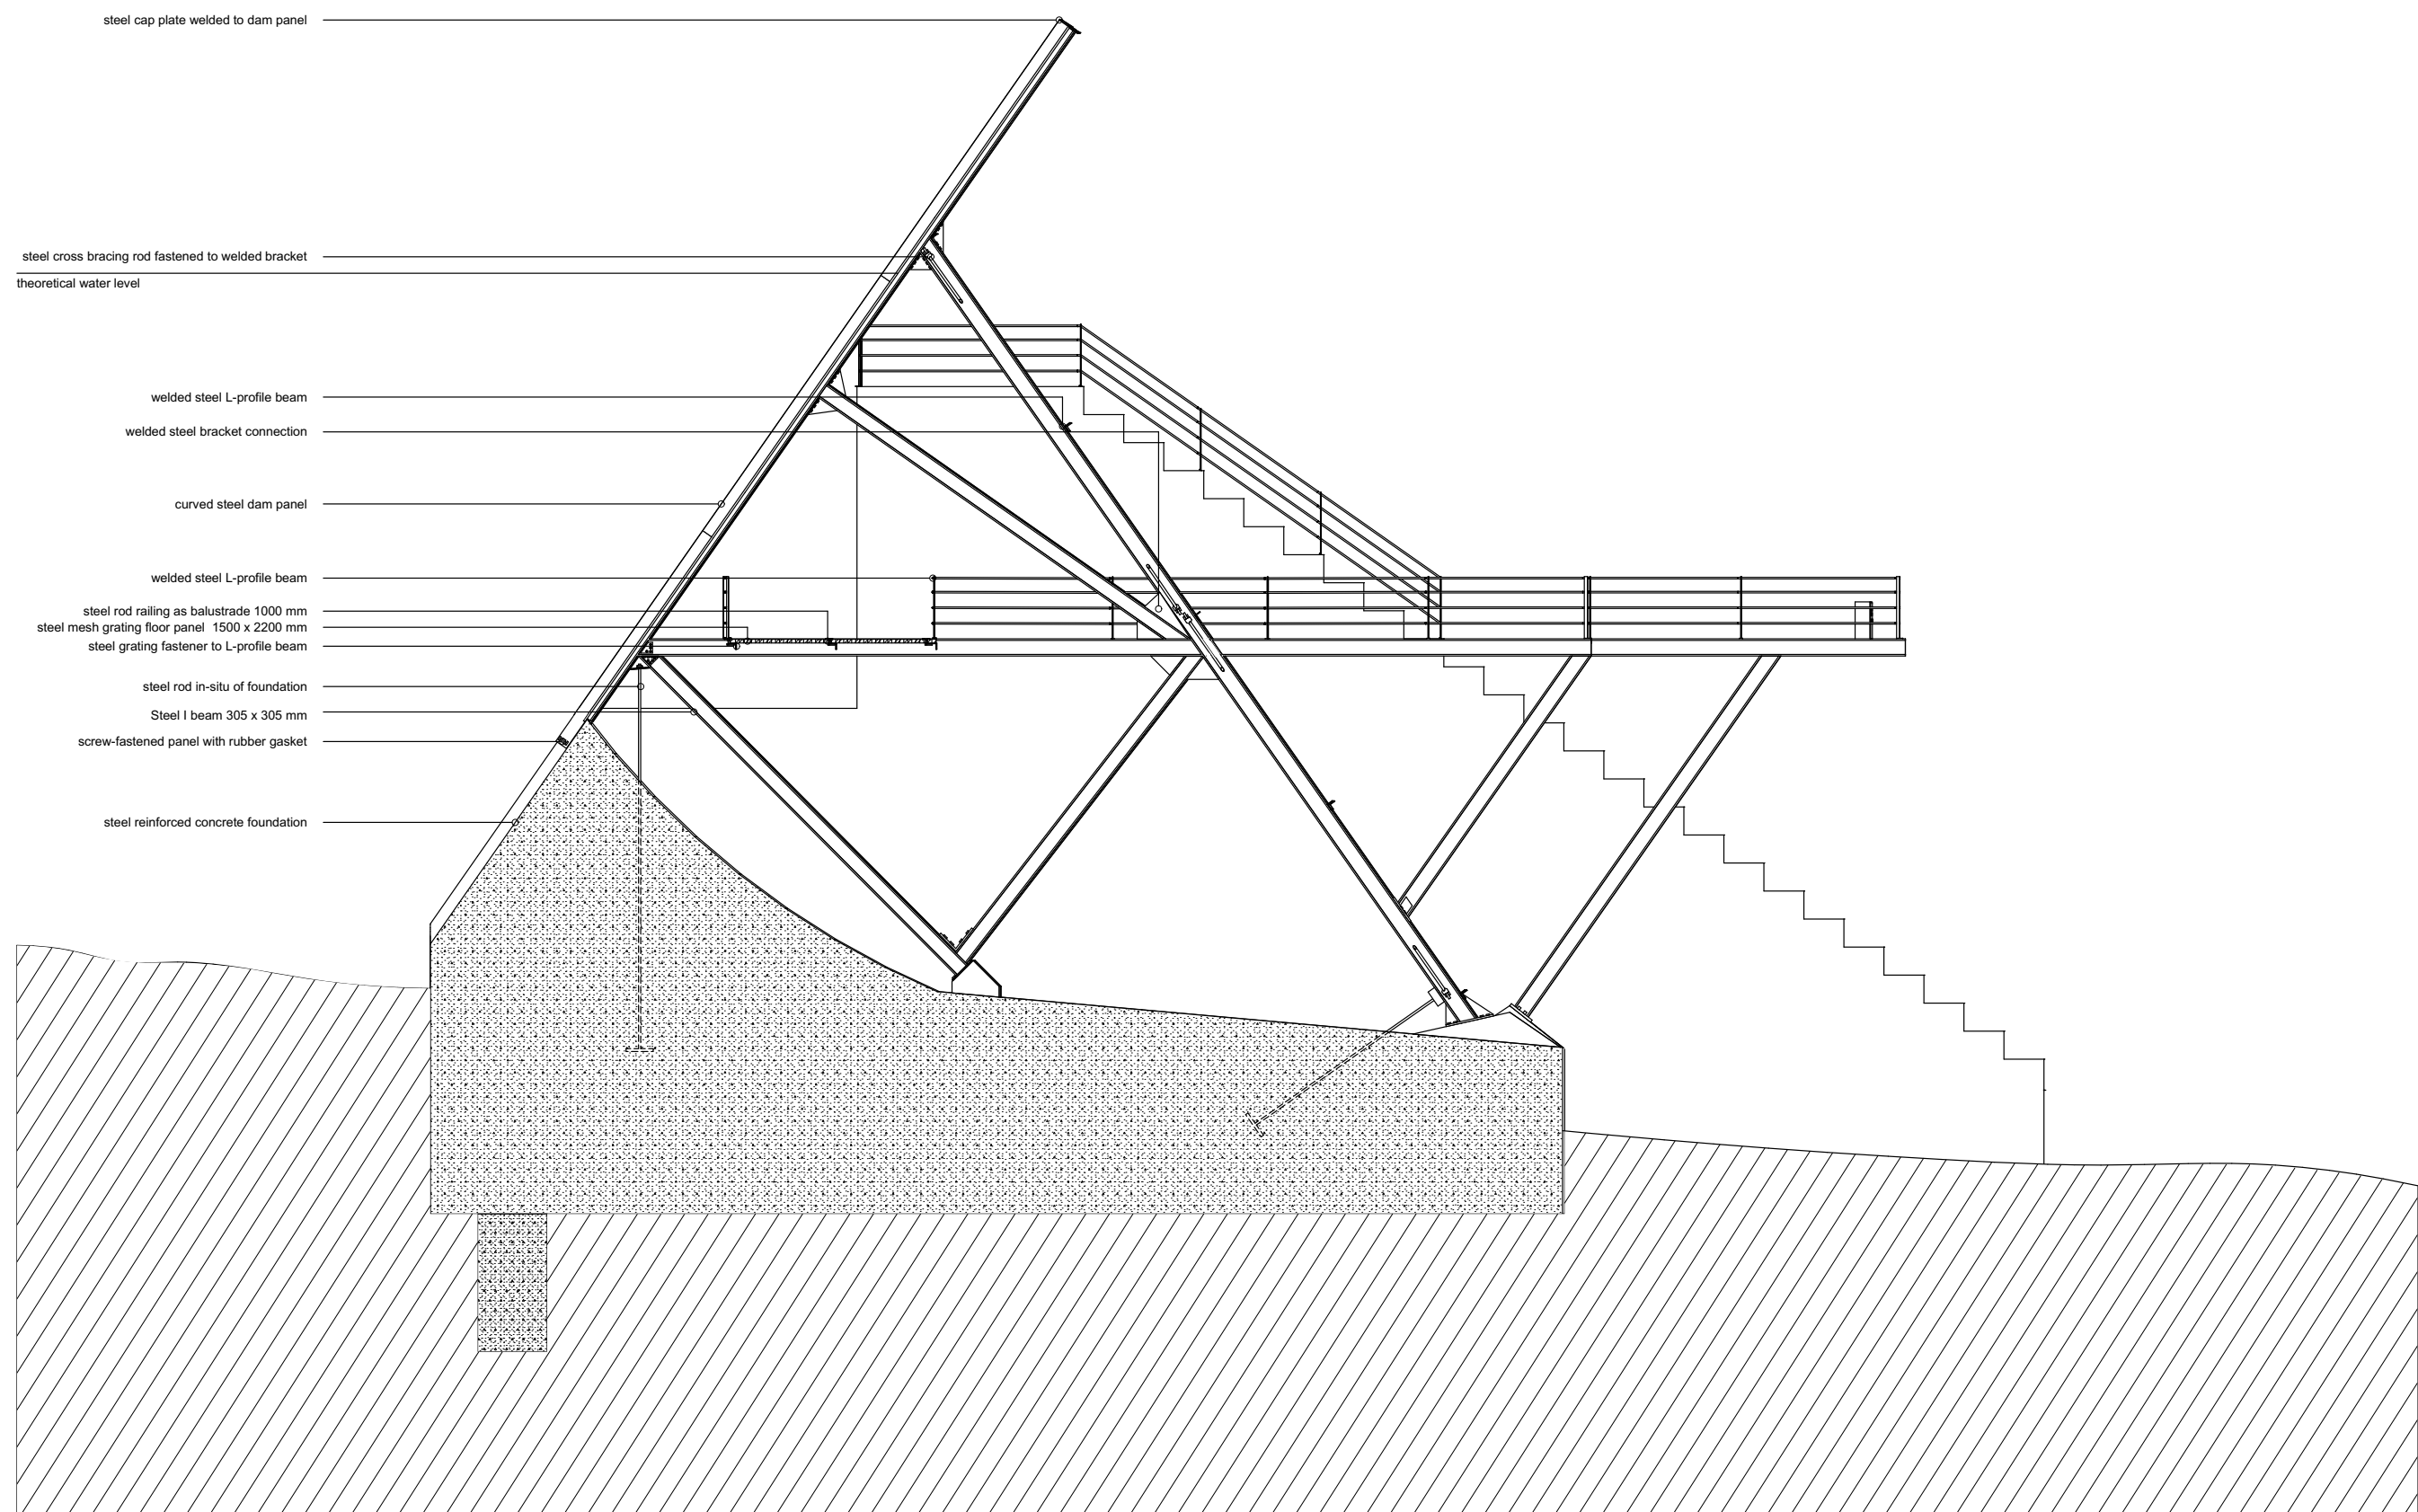 steel cap plate welded to dam panel
steel cross bracing rod fastened to welded bracket
theoretical water level
welded steel L-profile beam
welded steel bracket connection
curved steel dam panel
welded steel L-profile beam
steel rod railing as balustrade 1000 mm
steel mesh grating floor panel  1500 x 2200 mm
steel grating fastener to L-profile beam
steel rod in-situ of foundation
Steel I beam 305 x 305 mm
screw-fastened panel with rubber gasket
steel reinforced concrete foundation